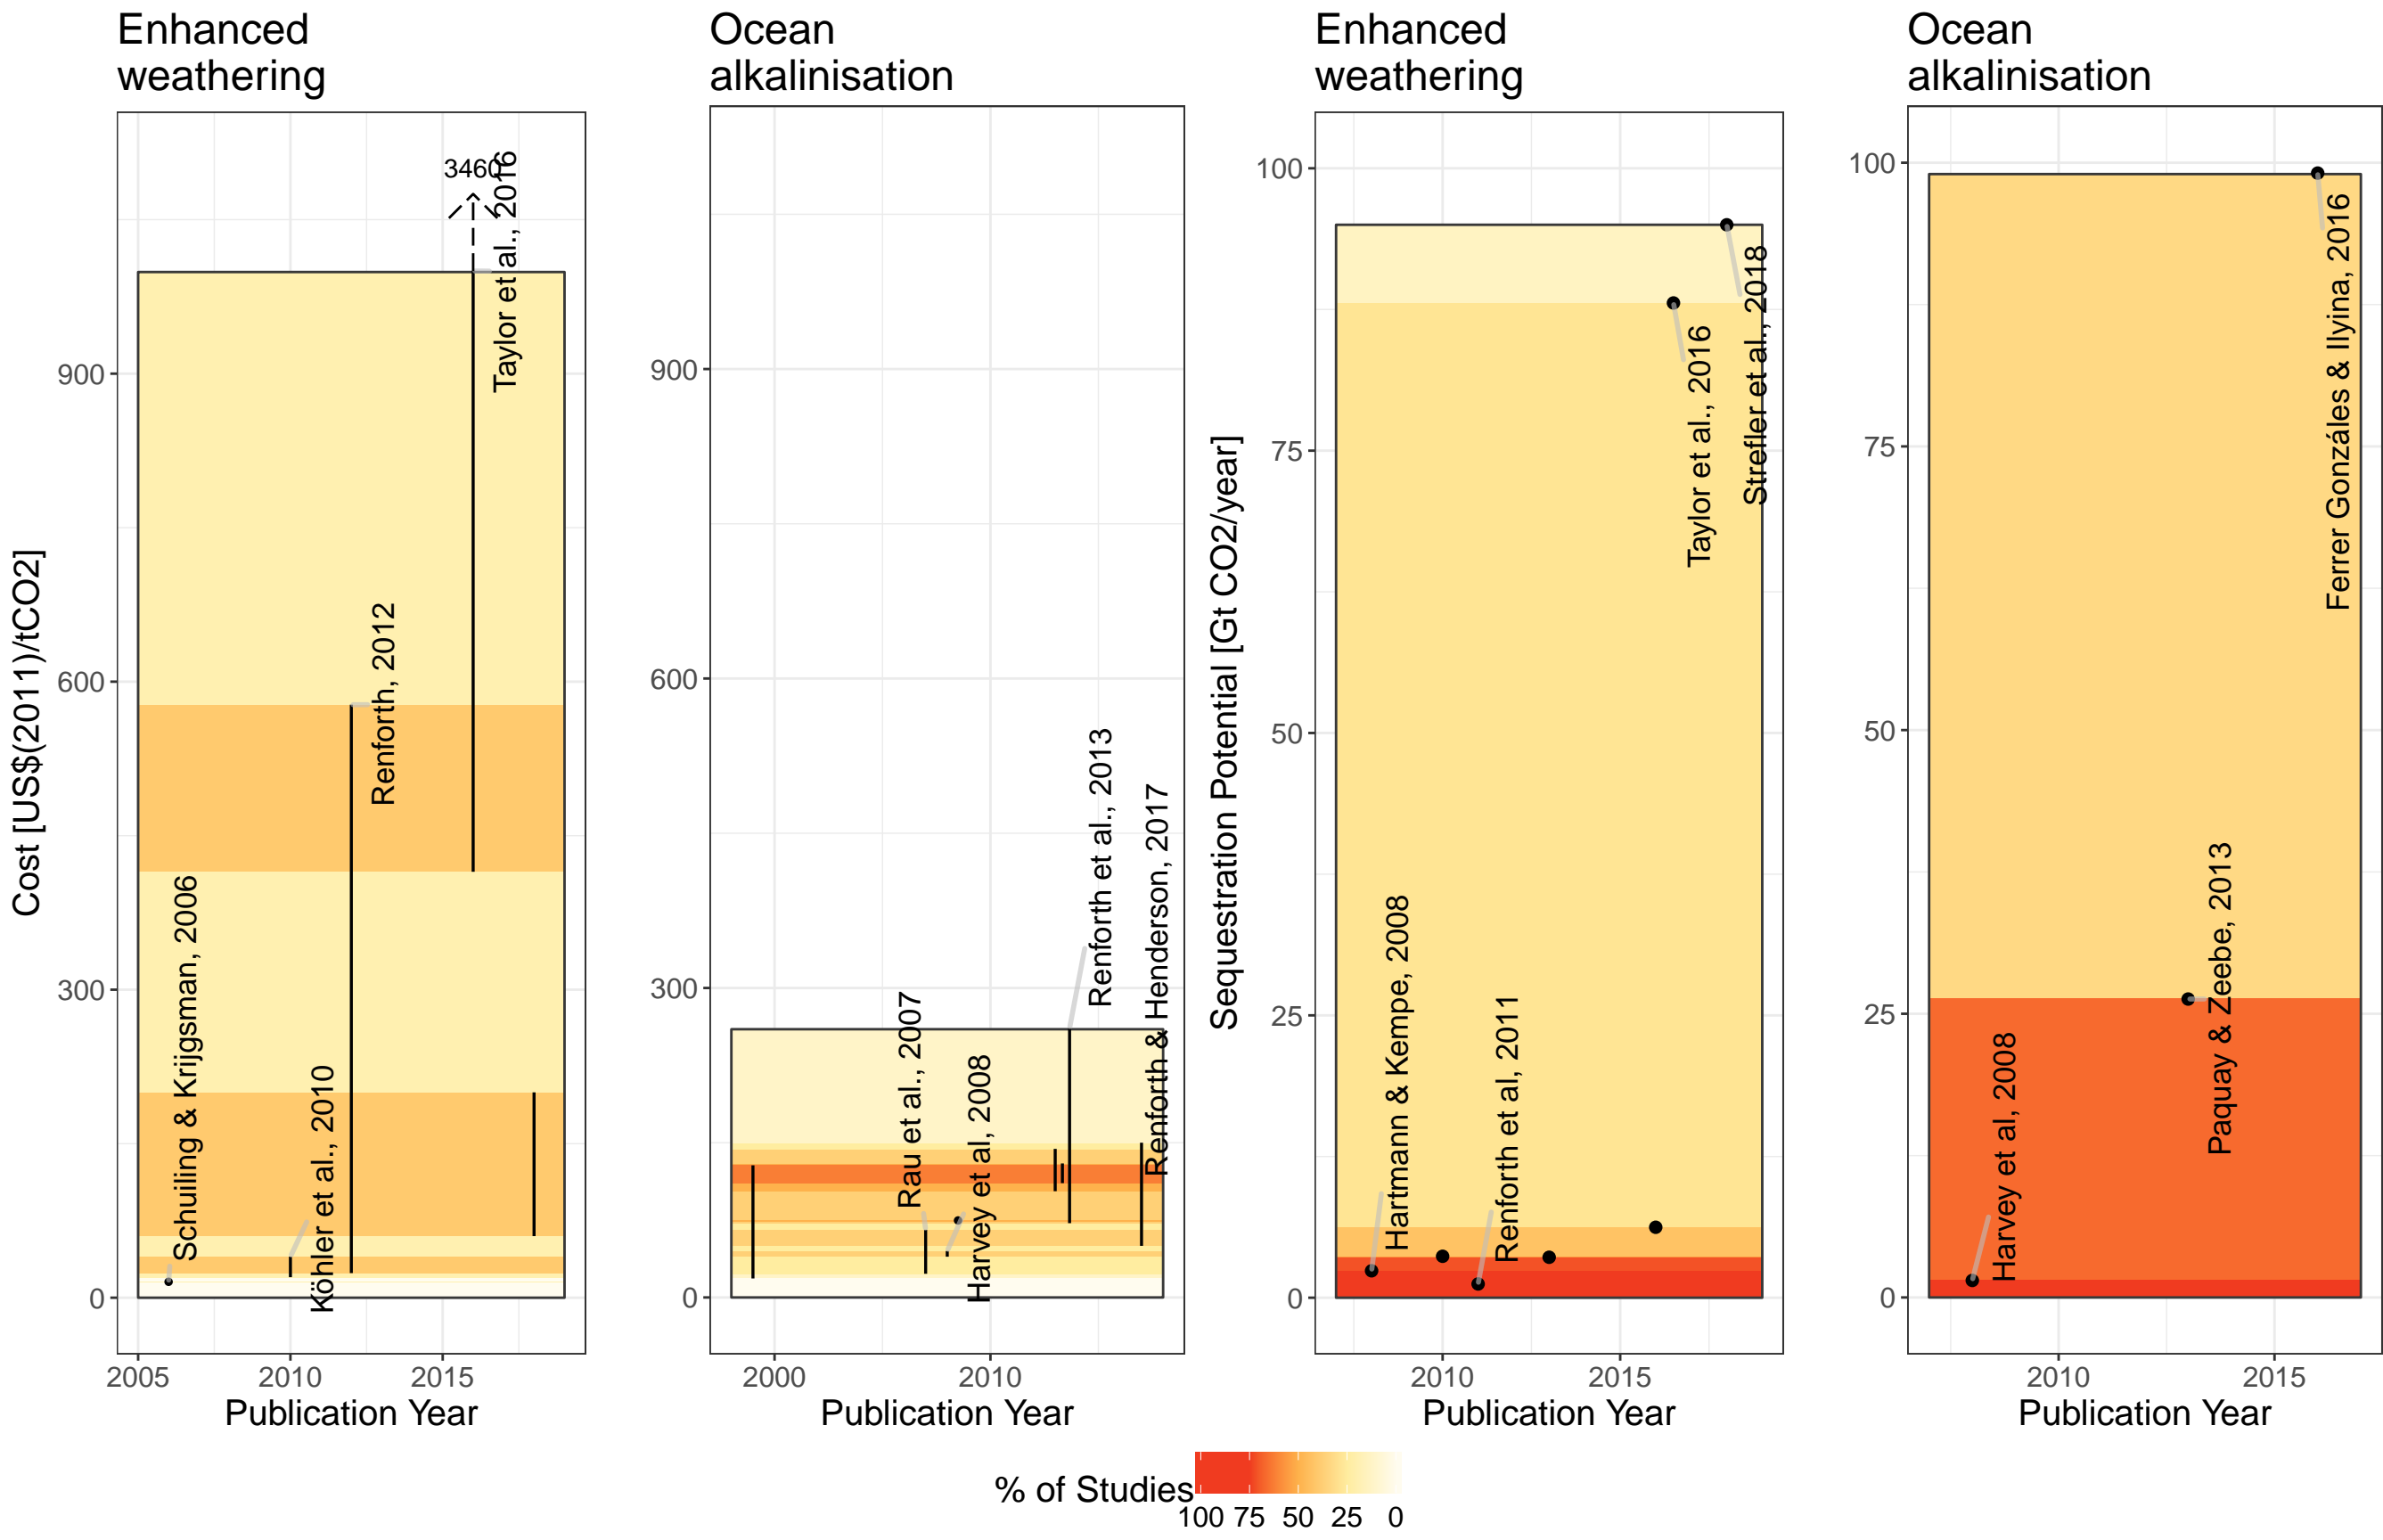 Enhanced
weathering
Ocean
alkalinisation
Enhanced
weathering
Ocean
alkalinisation
Cost [US$(2011)/tCO2]
900
600
300
0
3460
Taylor et al., 2016
Renforth, 2012
Schuiling & Krijgsman, 2006
Köhler et al., 2010
2005
2010
2015
Publication Year
900
600
300
0
Renforth et al., 2013
Renforth & Henderson, 2017
Rau et al., 2007
Harvey et al, 2008
2000
2010
Publication Year
Sequestration Potential [Gt CO2/year]
100
75
50
25
0
Strefler et al., 2018
Taylor et al., 2016
Hartmann & Kempe, 2008
Renforth et al, 2011
2010
2015
Publication Year
100
75
50
25
0
Ferrer Gonzáles & Ilyina, 2016
Paquay & Zeebe, 2013
Harvey et al, 2008
2010
2015
Publication Year
% of Studies
100 75 50 25 0